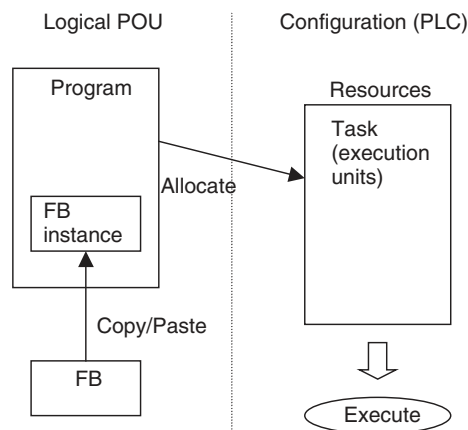 Logical POU
Configuration (PLC)
Program
Resources
Task
(execution
units)
Allocate
FB
instance
Copy/Paste
FB
Execute